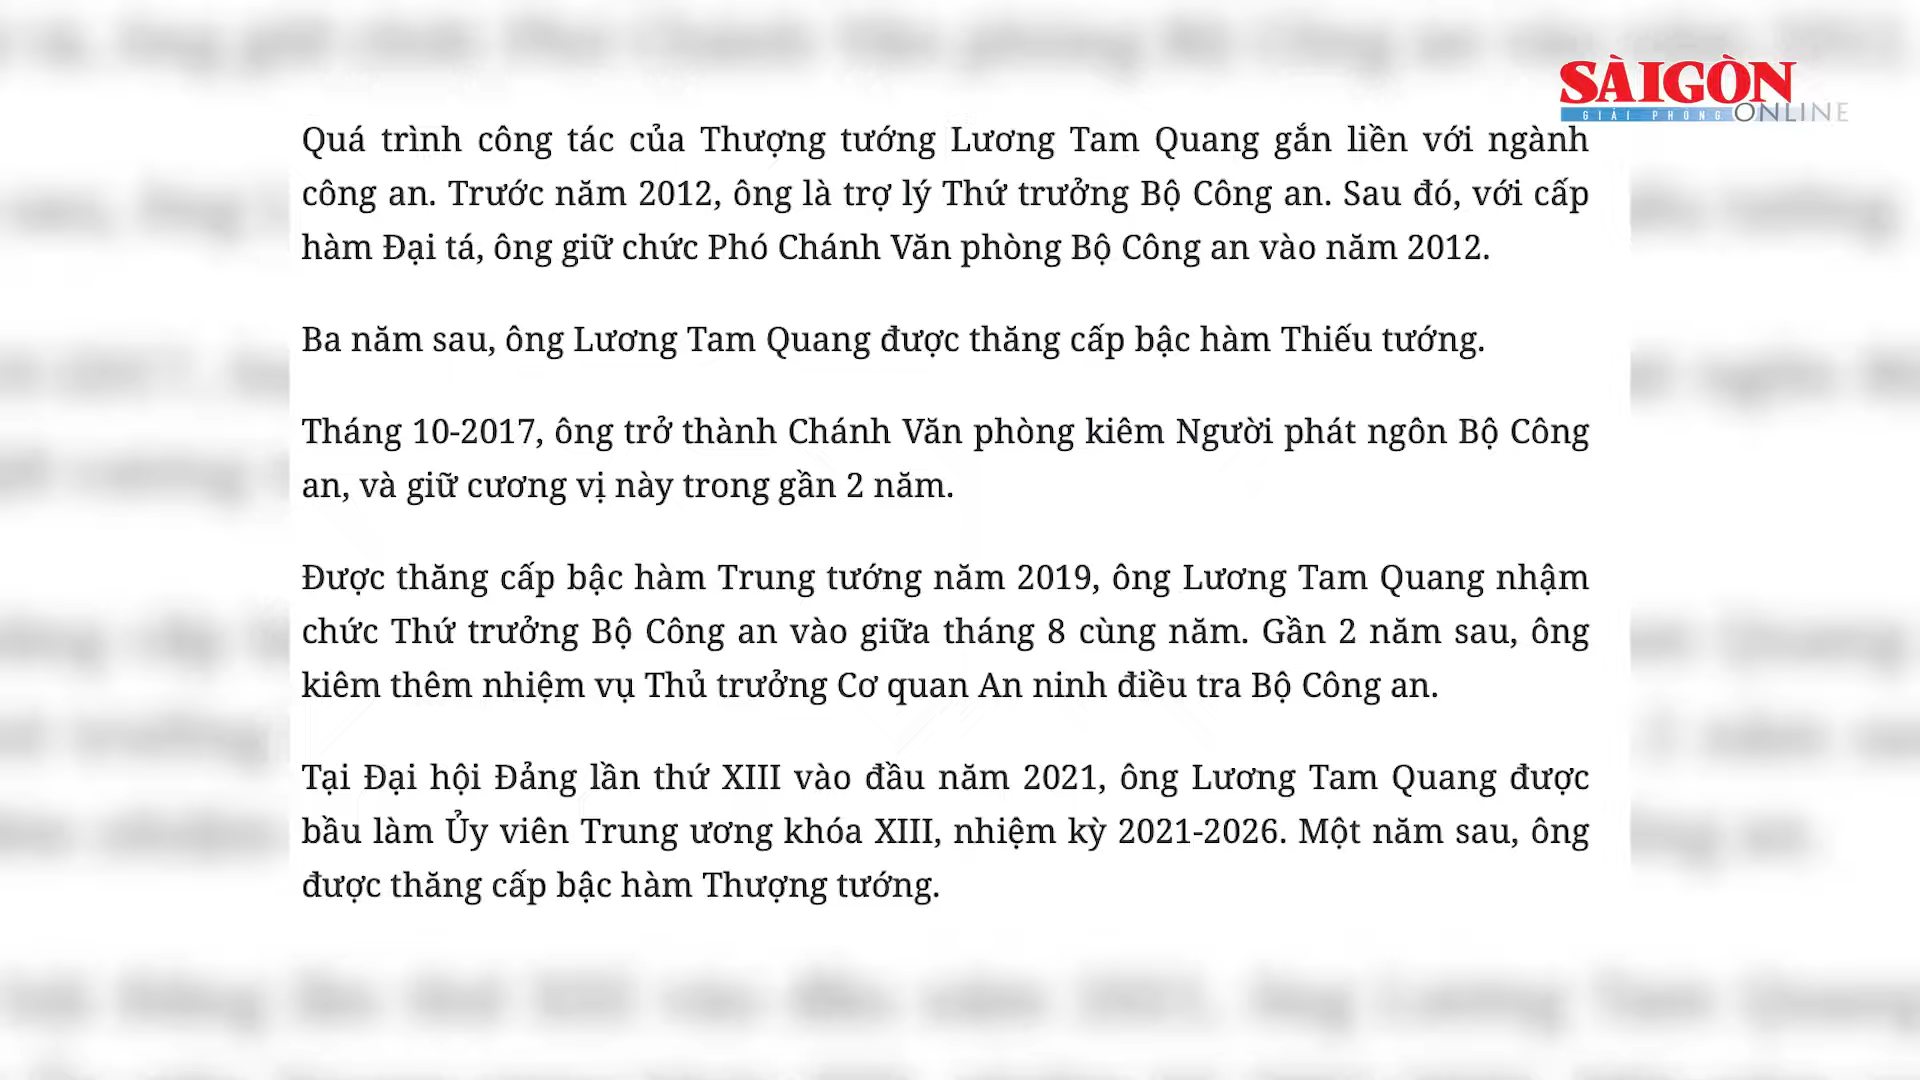 SÀIGÒN
GIẢI PHÓNG ONLINE
Quá trình công tác của Thượng tướng Lương Tam Quang gắn liền với ngành
công an. Trước năm 2012, ông là trợ lý Thứ trưởng Bộ Công an. Sau đó, với cấp
hàm Đại tá, ông giữ chức Phó Chánh Văn phòng Bộ Công an vào năm 2012.
Ba năm sau, ông Lương Tam Quang được thăng cấp bậc hàm Thiếu tướng.
Tháng 10-2017, ông trở thành Chánh Văn phòng kiêm Người phát ngôn Bộ Công
an, và giữ cương vị này trong gần 2 năm.
Được thăng cấp bậc hàm Trung tướng năm 2019, ông Lương Tam Quang nhậm
chức Thứ trưởng Bộ Công an vào giữa tháng 8 cùng năm. Gần 2 năm sau, ông
kiêm thêm nhiệm vụ Thủ trưởng Cơ quan An ninh điều tra Bộ Công an.
Tại Đại hội Đảng lần thứ XIII vào đầu năm 2021, ông Lương Tam Quang được
bầu làm Ủy viên Trung ương khóa XIII, nhiệm kỳ 2021-2026. Một năm sau, ông
được thăng cấp bậc hàm Thượng tướng.